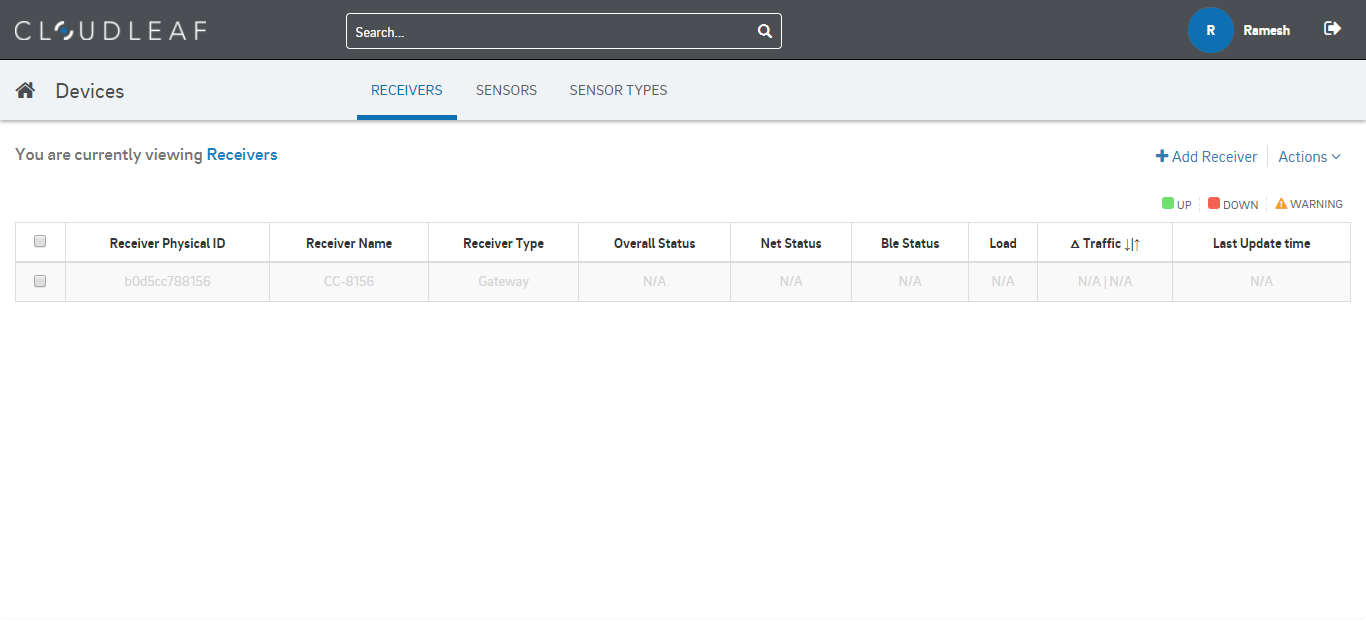 CLOUDLEAF
Search...
R
Ramesh
Devices
RECEIVERS SENSORS SENSOR TYPES
You are currently viewing Receivers
Add Receiver Actions
UP DOWN WARNING
Receiver Physical ID Receiver Name Receiver Type Overall Status Net Status Ble Status Load Δ Traffic ↓|↑ Last Update time
b0d5cc788156 CC-8156 Gateway N/A N/A N/A N/A N/A | N/A N/A